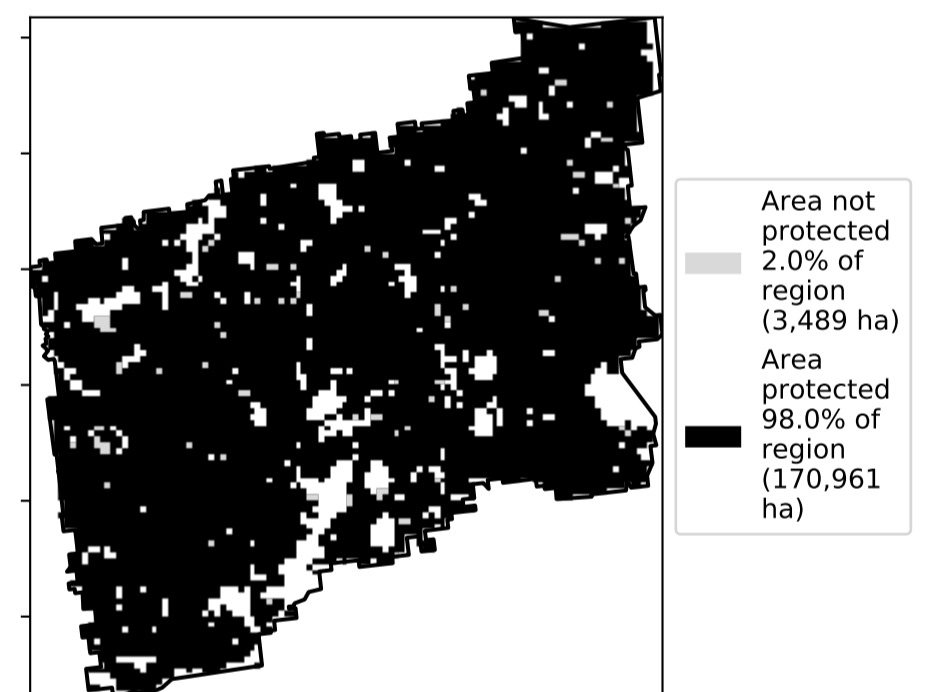 Area not
protected
2.0% of
region
(3,489 ha)
Area
protected
98.0% of
region
(170,961
ha)